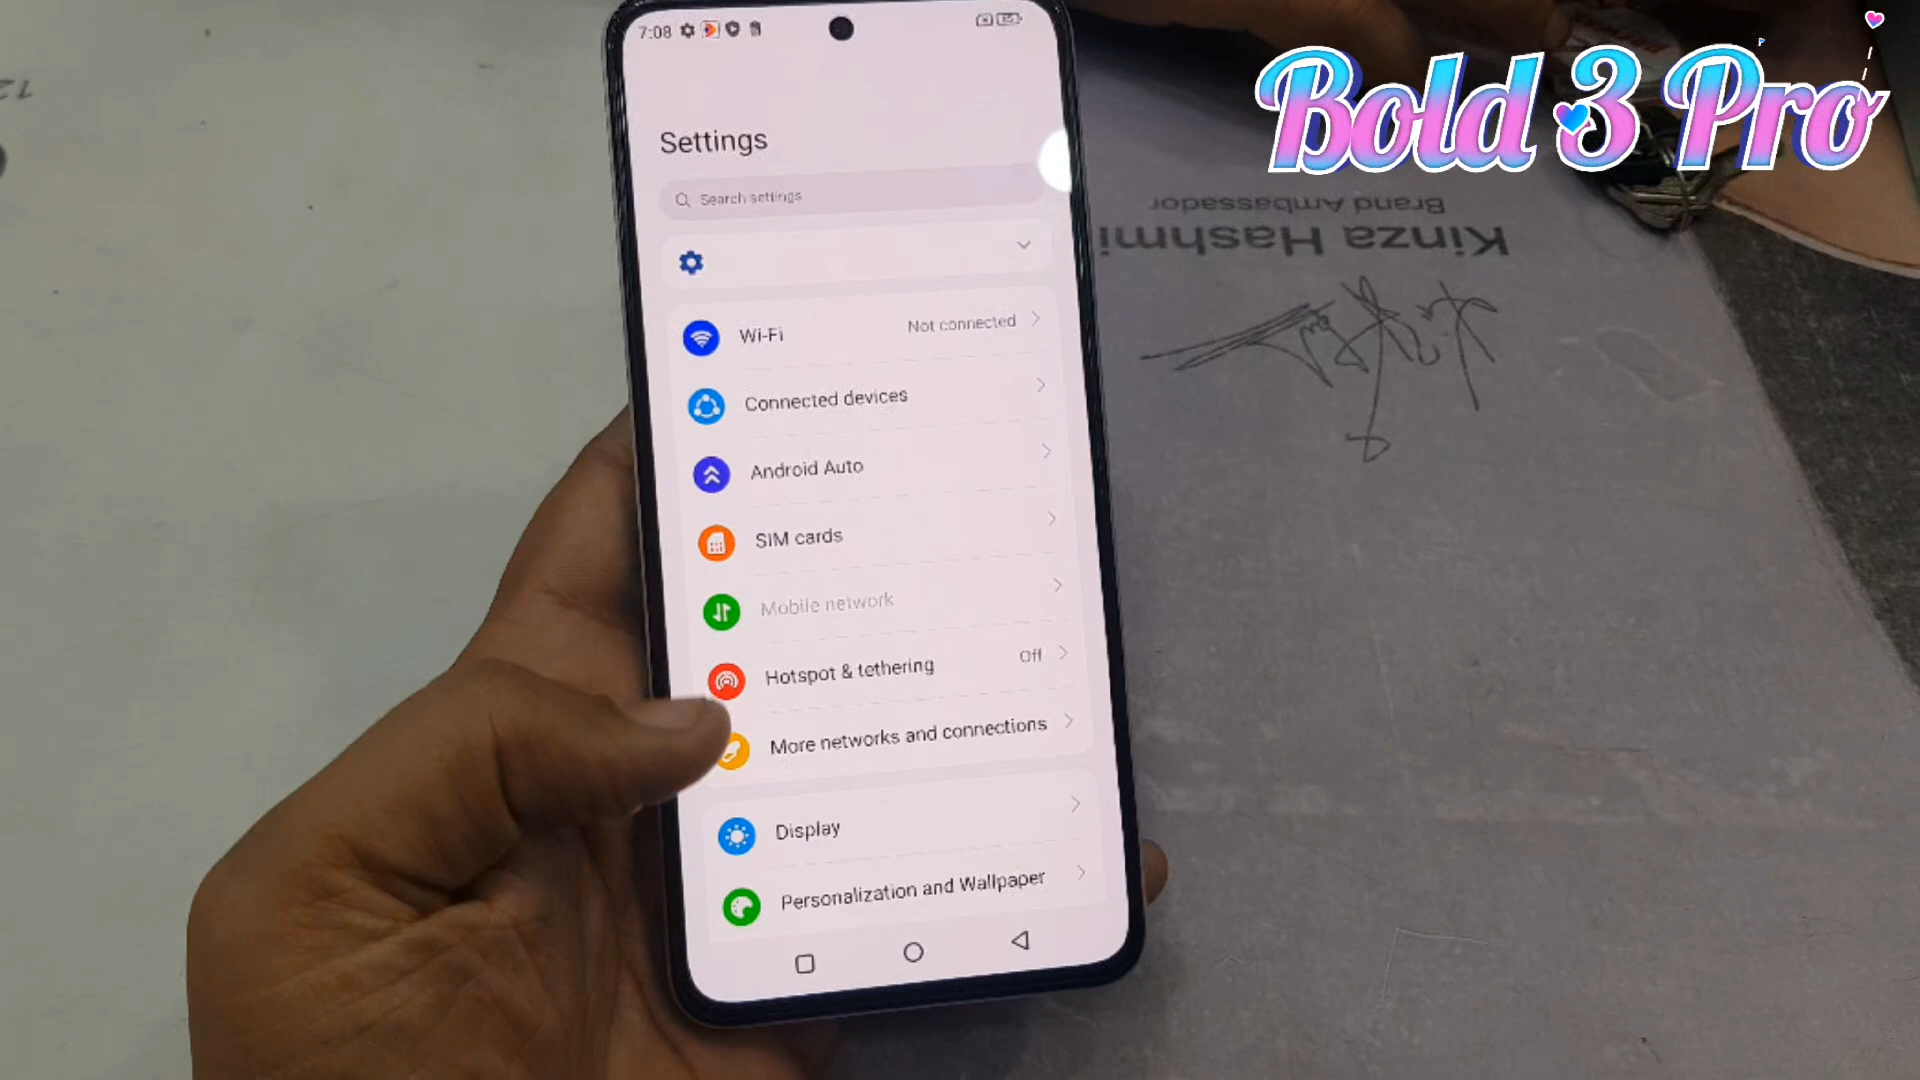 7:08
Bold 3 Pro
Settings
Search settings
Wi-Fi
Not connected
Connected devices
Android Auto
SIM cards
Mobile network
Hotspot & tethering
Off
More networks and connections
Display
Personalization and Wallpaper
Kinza Hashmi
Brand Ambassador
12